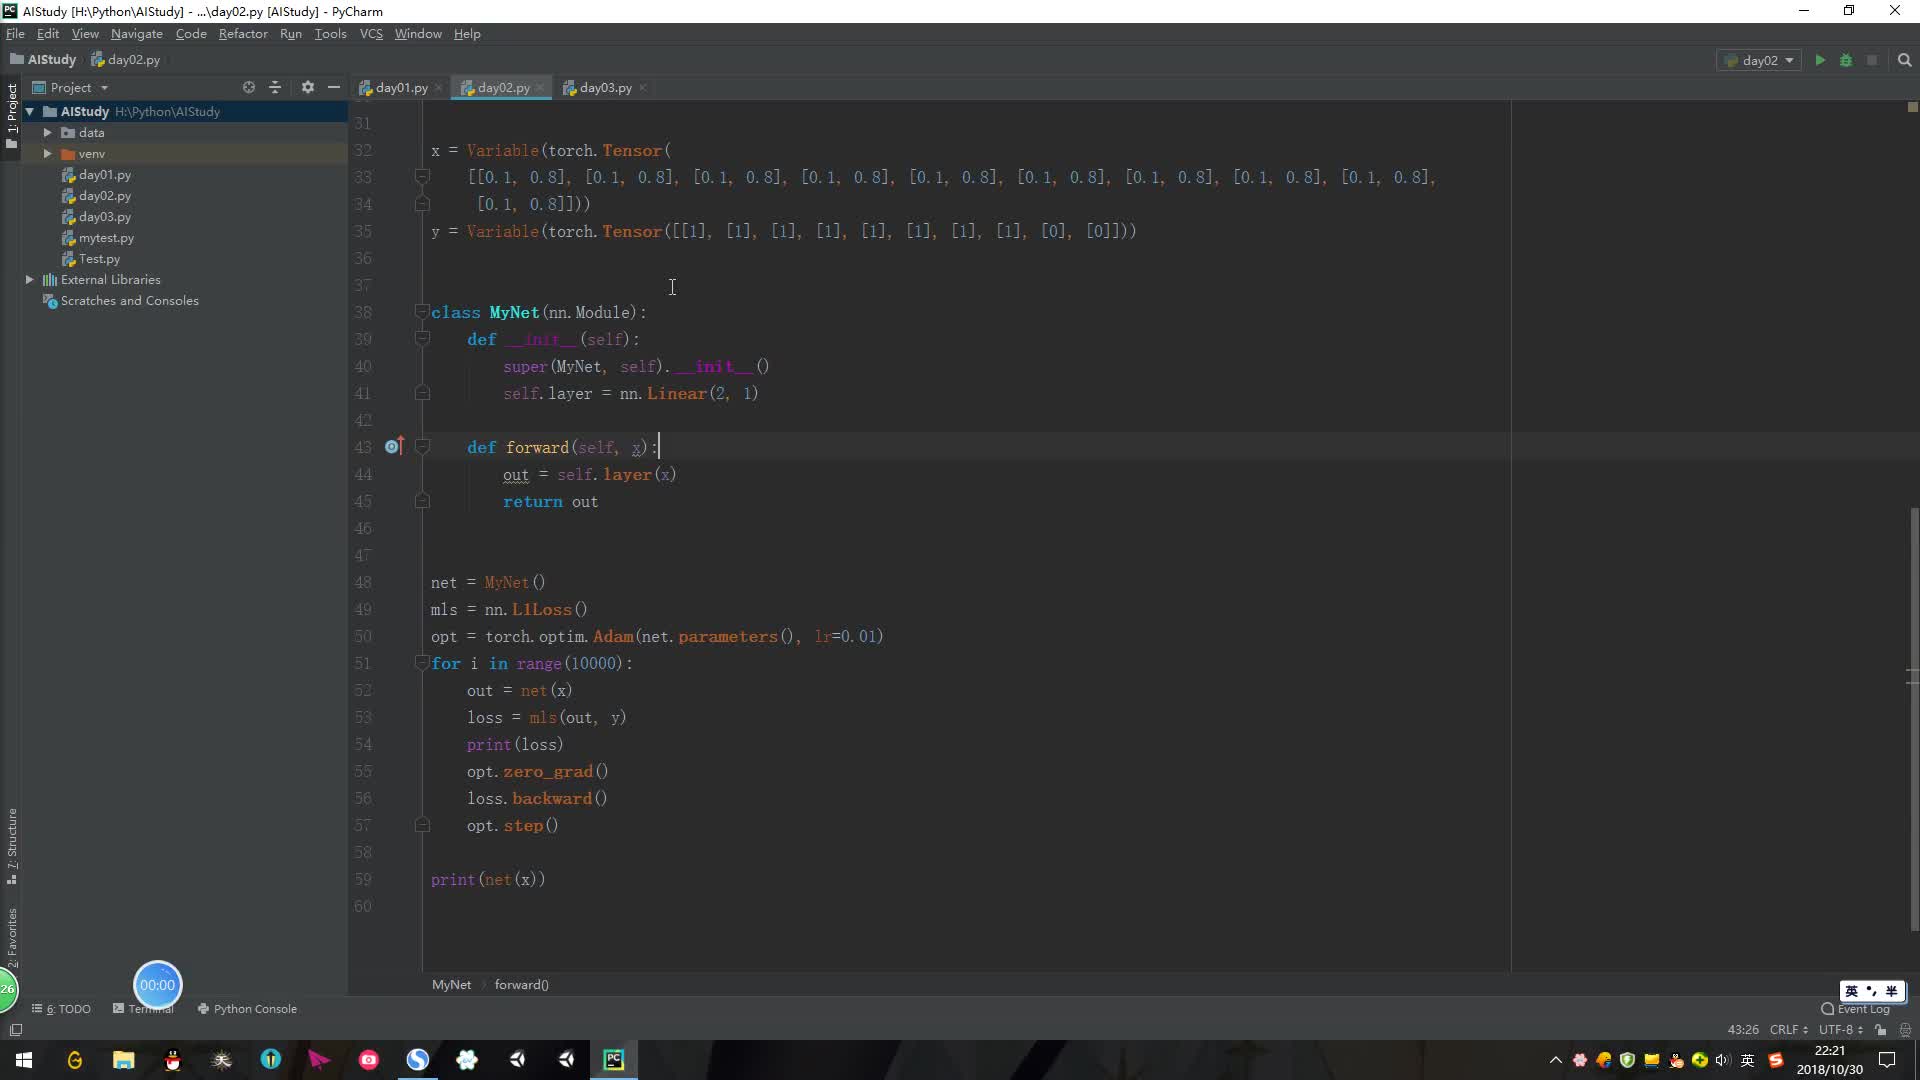 AIStudy [H:\Python\AIStudy] - ...\day02.py [AIStudy] - PyCharm
File Edit View Navigate Code Refactor Run Tools VCS Window Help
AIStudy day02.py
day02
Project
day01.py day02.py day03.py
1: Project
AIStudy H:\Python\AIStudy
data
venv
day01.py
day02.py
day03.py
mytest.py
Test.py
External Libraries
Scratches and Consoles
7: Structure
2: Favorites
31
32 x = Variable(torch.Tensor(
33 [[0.1, 0.8], [0.1, 0.8], [0.1, 0.8], [0.1, 0.8], [0.1, 0.8], [0.1, 0.8], [0.1, 0.8], [0.1, 0.8], [0.1, 0.8],
34 [0.1, 0.8]]))
35 y = Variable(torch.Tensor([[1], [1], [1], [1], [1], [1], [1], [1], [0], [0]]))
36
37
38 class MyNet(nn.Module):
39 def __init__(self):
40 super(MyNet, self).__init__()
41 self.layer = nn.Linear(2, 1)
42
43 def forward(self, x):
44 out = self.layer(x)
45 return out
46
47
48 net = MyNet()
49 mls = nn.L1Loss()
50 opt = torch.optim.Adam(net.parameters(), lr=0.01)
51 for i in range(10000):
52 out = net(x)
53 loss = mls(out, y)
54 print(loss)
55 opt.zero_grad()
56 loss.backward()
57 opt.step()
58
59 print(net(x))
60
MyNet forward()
26
00:00
英 •, 半
6: TODO Terminal Python Console Event Log
43:26 CRLF UTF-8
英 22:21
2018/10/30